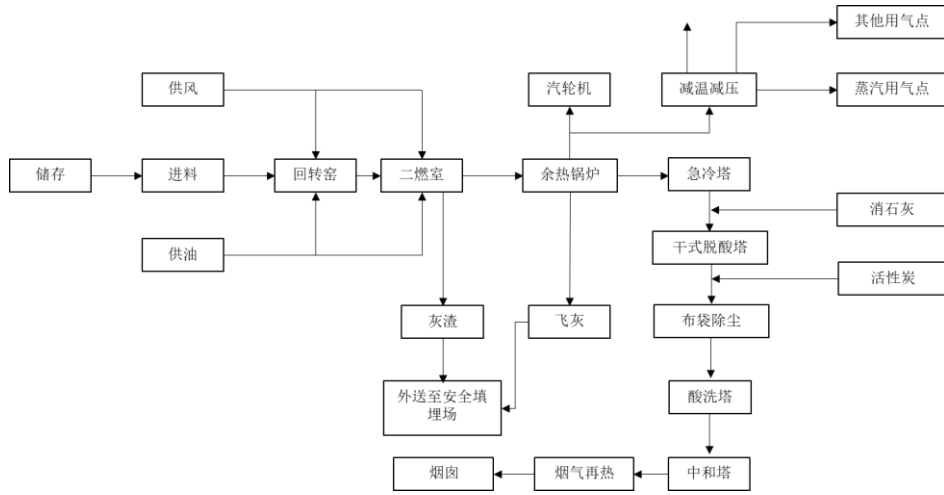 其他用气点
供风
汽轮机
减温减压
蒸汽用气点
储存
进料
回转窑
二燃室
余热锅炉
急冷塔
消石灰
供油
干式脱酸塔
活性炭
灰渣
飞灰
布袋除尘
外送至安全填
埋场
酸洗塔
烟囱
烟气再热
中和塔